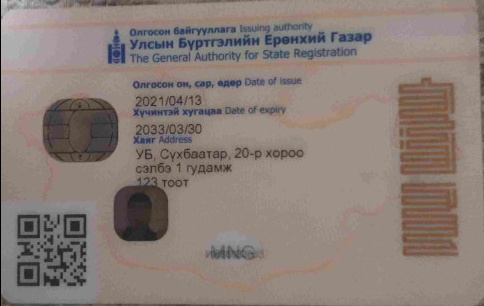 Олгосон байгууллага Issuing authority
Улсын Бүртгэлийн Ерөнхий Газар
The General Authority for State Registration
Олгосон он, сар, өдөр Date of issue
2021/04/13
Хүчинтэй хугацаа Date of expiry
2033/03/30
Хаяг Address
УБ, Сүхбаатар, 20-р хороо
сэлбэ 1 гудамж
123 тоот
MNG